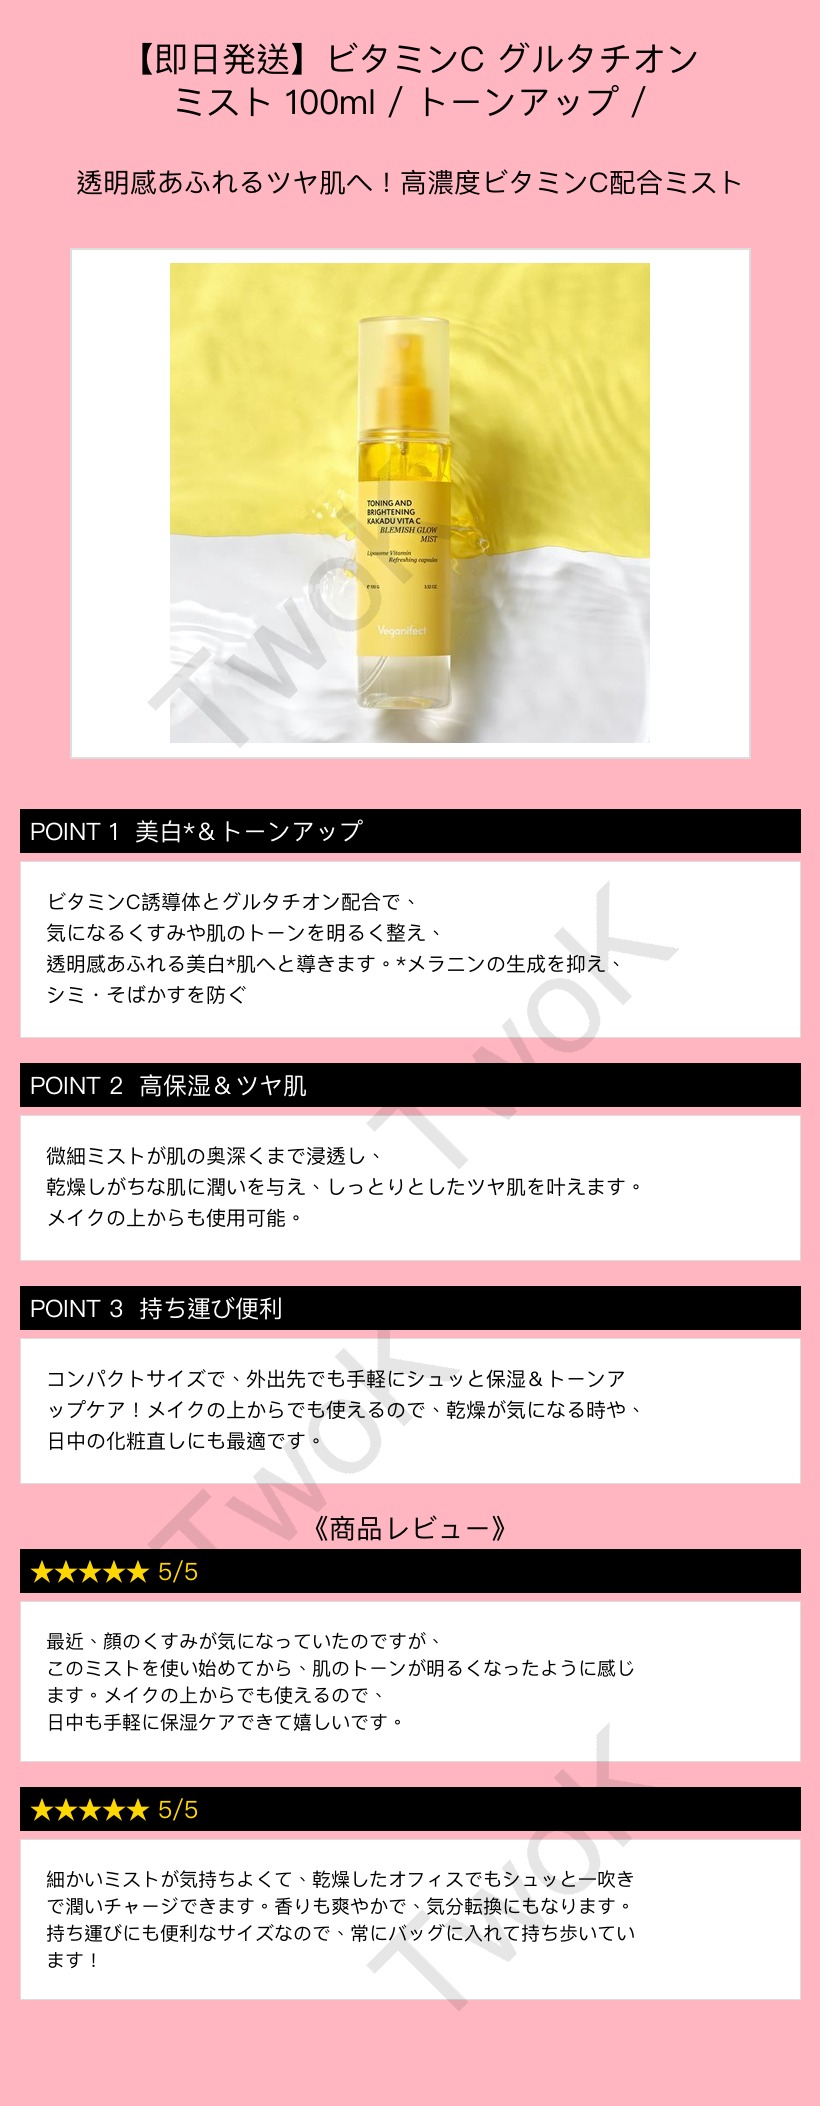 【即日発送】ビタミンC グルタチオン
ミスト 100ml / トーンアップ /
透明感あふれるツヤ肌へ！高濃度ビタミンC配合ミスト
TONING AND
BRIGHTENING
KAKADU VITA C
BLEMISH GLOW
MIST
Liposome Vitamin
Refreshing capsules
Veganifect
TwoK
POINT 1 美白*＆トーンアップ
ビタミンC誘導体とグルタチオン配合で、
気になるくすみや肌のトーンを明るく整え、
透明感あふれる美白*肌へと導きます。*メラニンの生成を抑え、
シミ・そばかすを防ぐ
TwoK
POINT 2 高保湿＆ツヤ肌
微細ミストが肌の奥深くまで浸透し、
乾燥しがちな肌に潤いを与え、しっとりとしたツヤ肌を叶えます。
メイクの上からも使用可能。
POINT 3 持ち運び便利
コンパクトサイズで、外出先でも手軽にシュッと保湿＆トーンア
ップケア！メイクの上からでも使えるので、乾燥が気になる時や、
日中の化粧直しにも最適です。
TwoK
《商品レビュー》
★★★★★ 5/5
最近、顔のくすみが気になっていたのですが、
このミストを使い始めてから、肌のトーンが明るくなったように感じ
ます。メイクの上からでも使えるので、
日中も手軽に保湿ケアできて嬉しいです。
★★★★★ 5/5
細かいミストが気持ちよくて、乾燥したオフィスでもシュッと一吹き
で潤いチャージできます。香りも爽やかで、気分転換にもなります。
持ち運びにも便利なサイズなので、常にバッグに入れて持ち歩いてい
ます！
TwoK